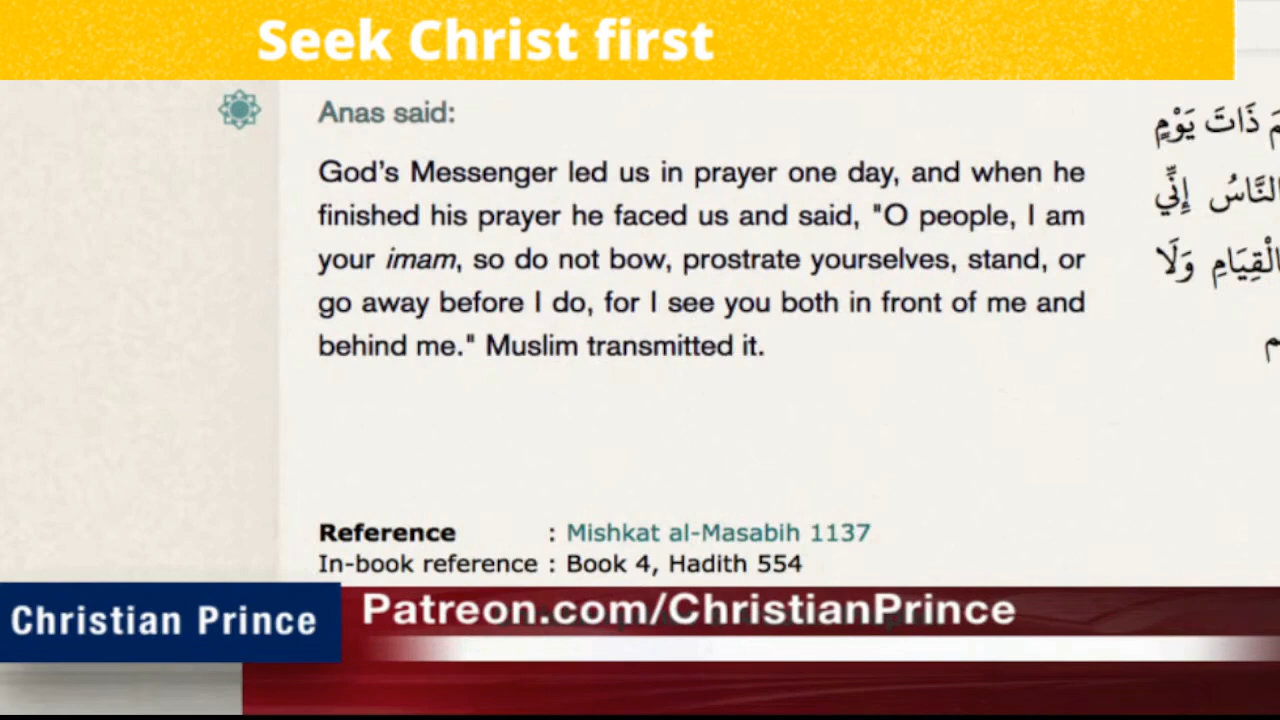 Seek Christ first
Anas said:
God's Messenger led us in prayer one day, and when he
finished his prayer he faced us and said, "O people, I am
your imam, so do not bow, prostrate yourselves, stand, or
go away before I do, for I see you both in front of me and
behind me." Muslim transmitted it.
ذَاتَ يَوْمٍ
النَّاسُ إِنِّي
الْقِيَامِ وَلَا
Reference : Mishkat al-Masabih 1137
In-book reference : Book 4, Hadith 554
Christian Prince
Patreon.com/ChristianPrince